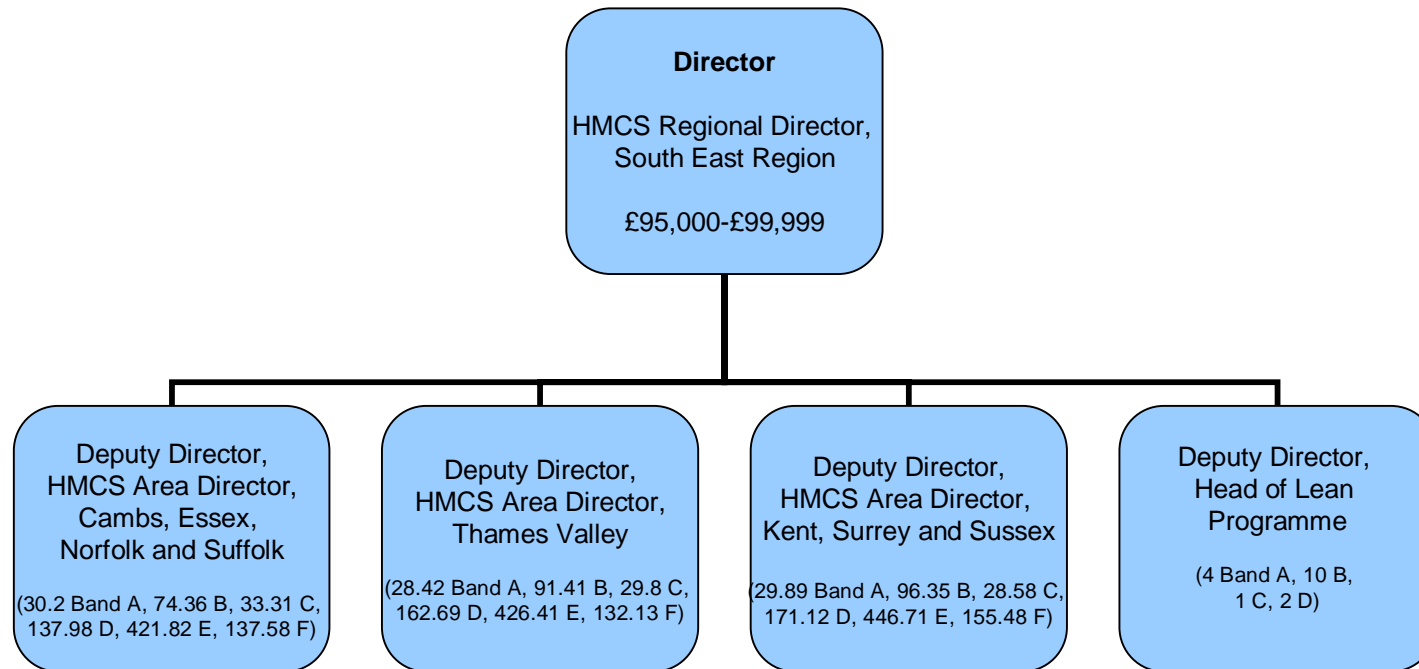 Director
HMCS Regional Director,
South East Region
£95,000-£99,999
Deputy Director,
HMCS Area Director,
Cambs, Essex,
Norfolk and Suffolk
(30.2 Band A, 74.36 B, 33.31 C,
137.98 D, 421.82 E, 137.58 F)
Deputy Director,
HMCS Area Director,
Thames Valley
(28.42 Band A, 91.41 B, 29.8 C,
162.69 D, 426.41 E, 132.13 F)
Deputy Director,
HMCS Area Director,
Kent, Surrey and Sussex
(29.89 Band A, 96.35 B, 28.58 C,
171.12 D, 446.71 E, 155.48 F)
Deputy Director,
Head of Lean
Programme
(4 Band A, 10 B,
1 C, 2 D)